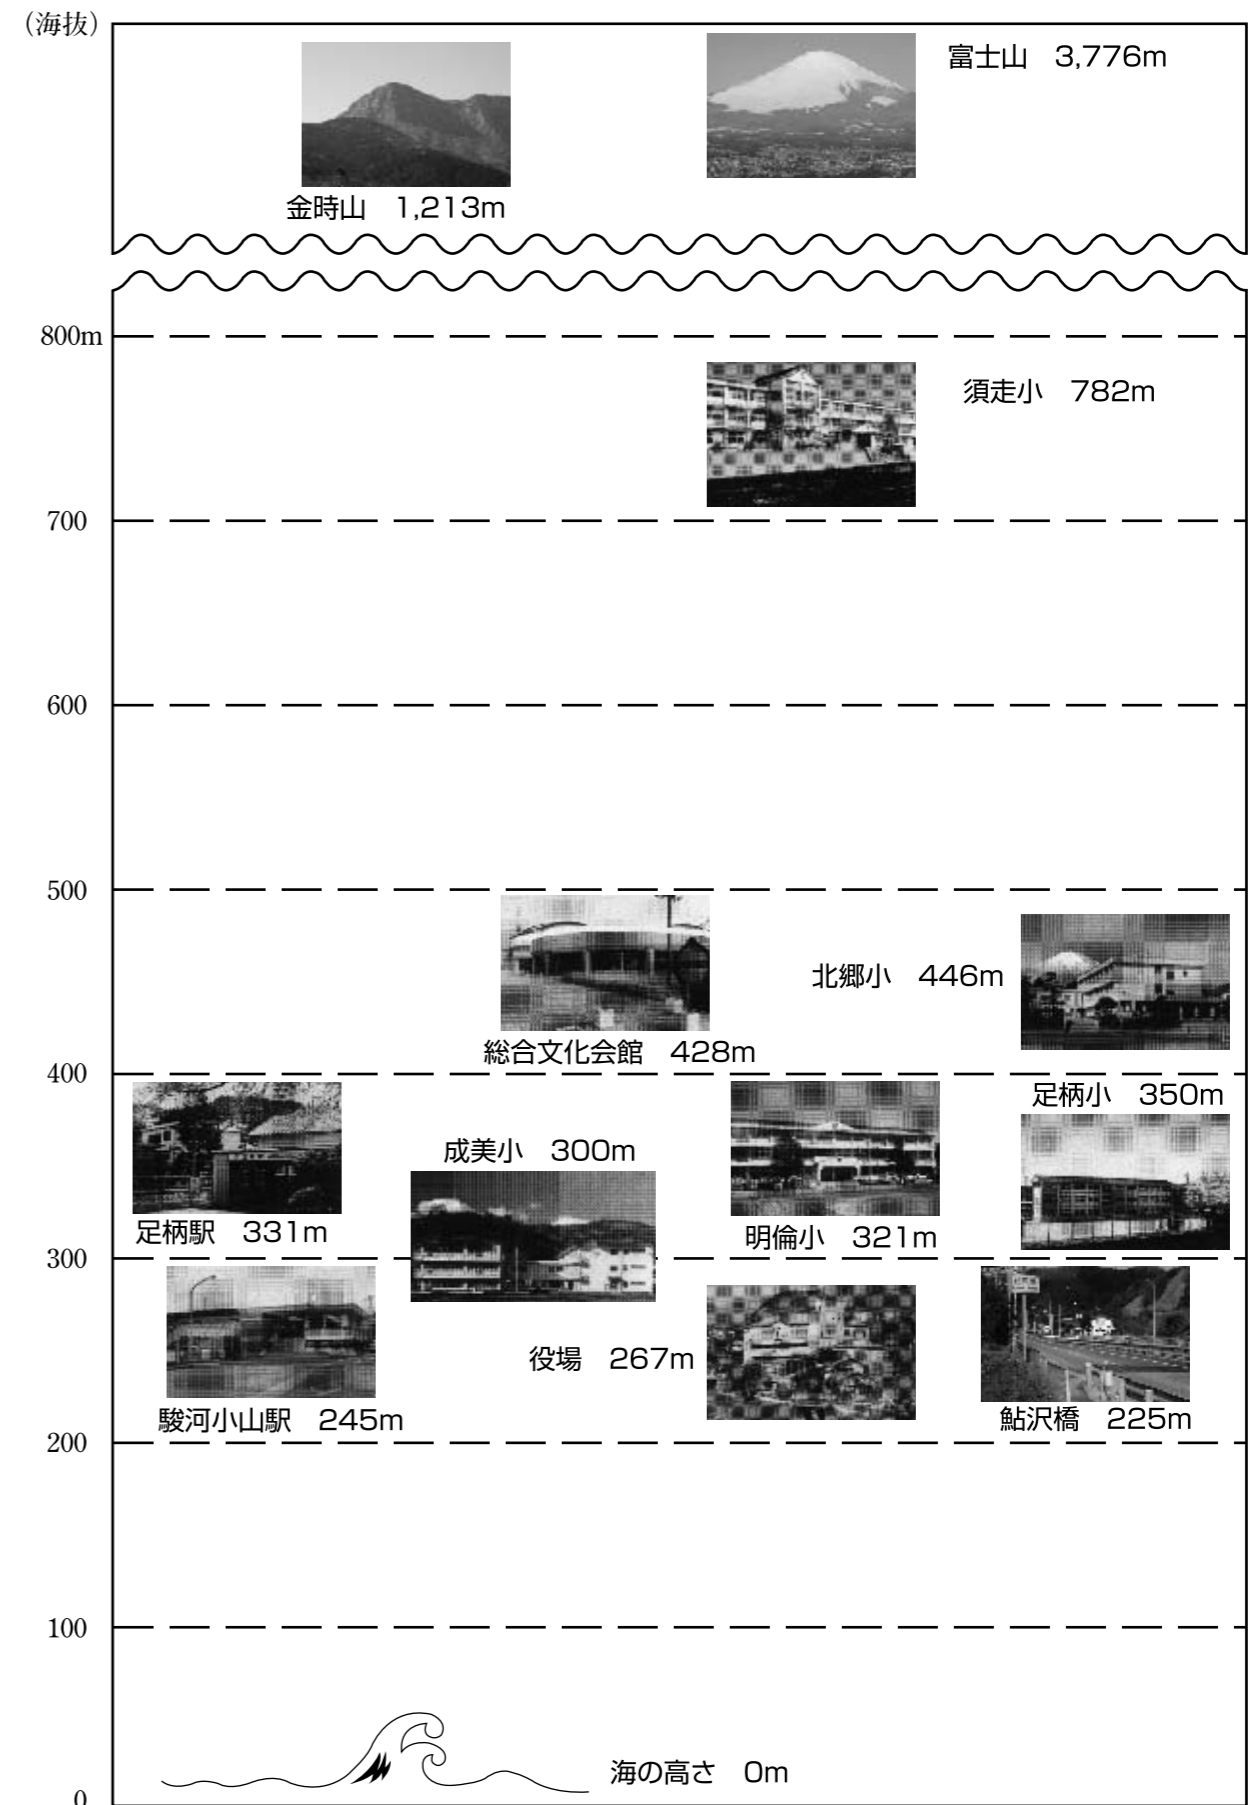 （海抜）
富士山　3,776m
金時山　1,213m
800m
須走小　782m
700
600
500
北郷小　446m
総合文化会館　428m
400
足柄小　350m
成美小　300m
足柄駅　331m
明倫小　321m
300
役場　267m
駿河小山駅　245m
鮎沢橋　225m
200
100
海の高さ　0m
0